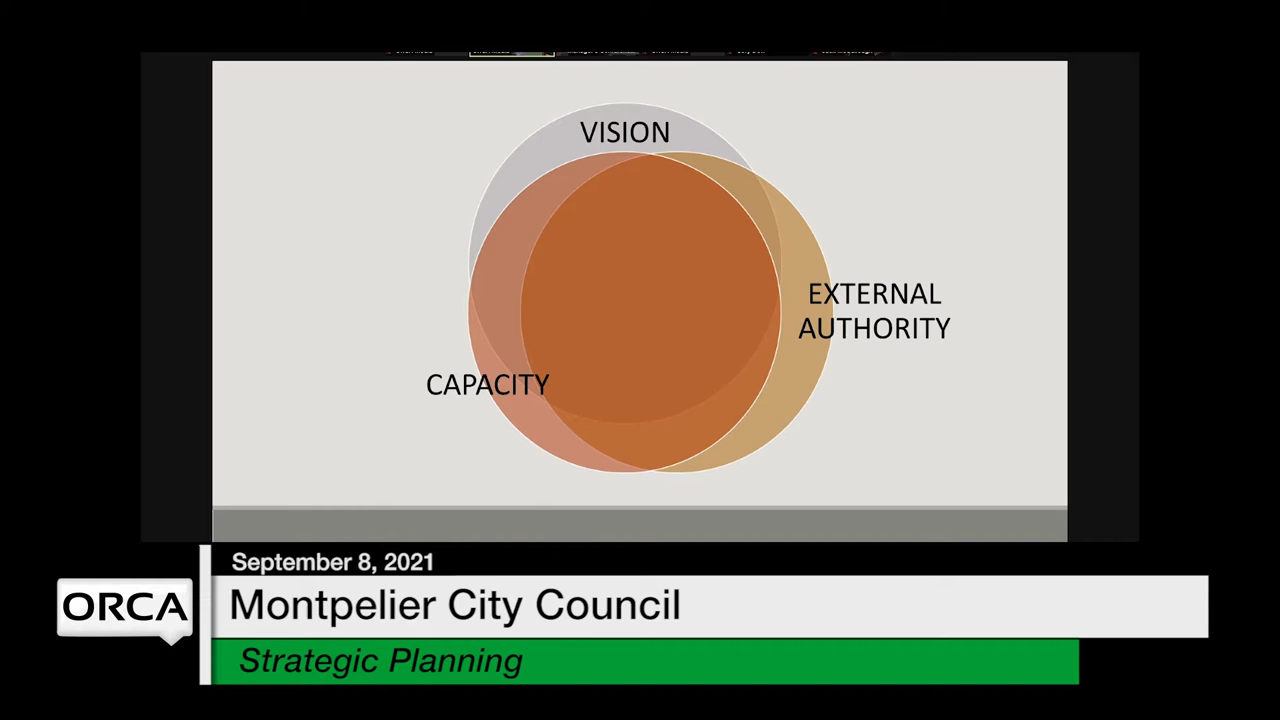 VISION
EXTERNAL
AUTHORITY
CAPACITY
September 8, 2021
ORCA
Montpelier City Council
Strategic Planning